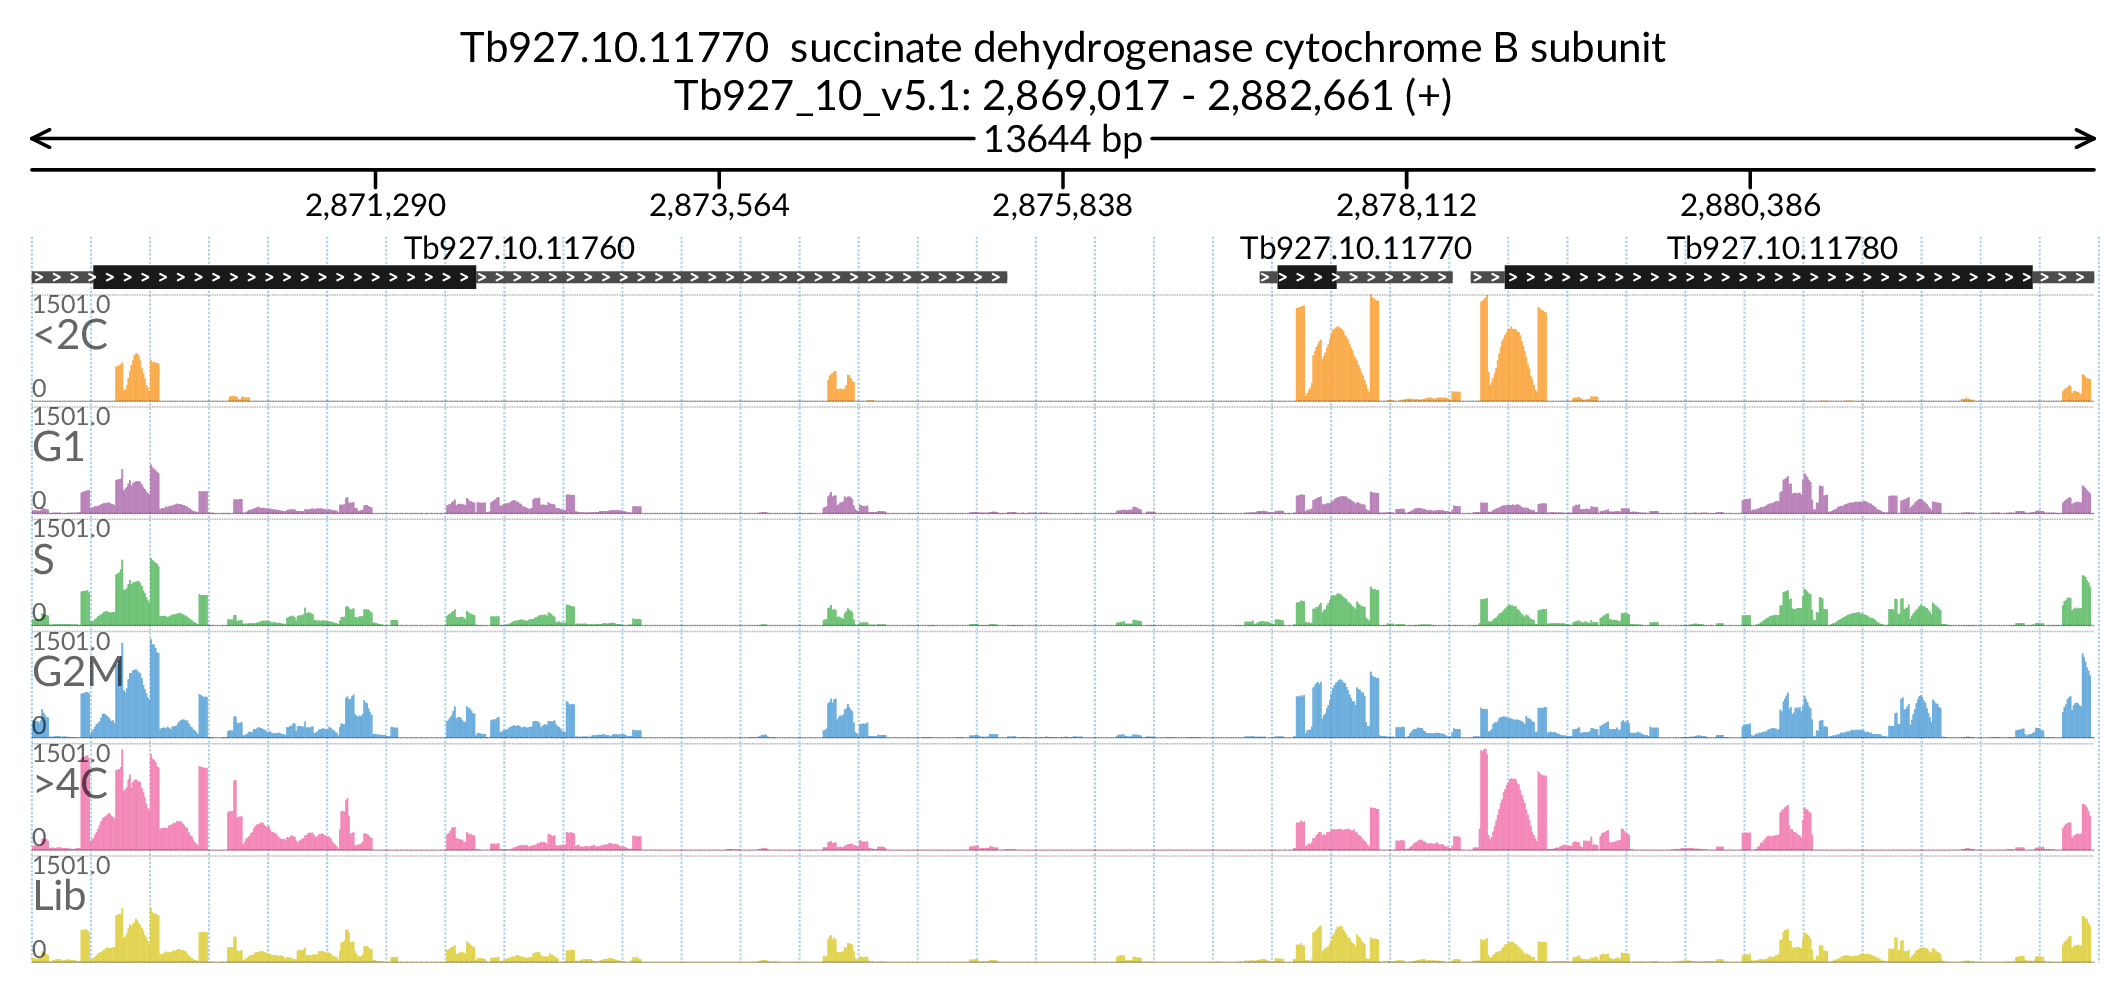 Tb927.10.11770  succinate dehydrogenase cytochrome B subunit
Tb927_10_v5.1: 2,869,017 - 2,882,661 (+)
13644 bp
2,871,290 2,873,564 2,875,838 2,878,112 2,880,386
Tb927.10.11760 Tb927.10.11770 Tb927.10.11780
1501.0
<2C
0
1501.0
G1
0
1501.0
S
0
1501.0
G2M
0
1501.0
>4C
0
1501.0
Lib
0